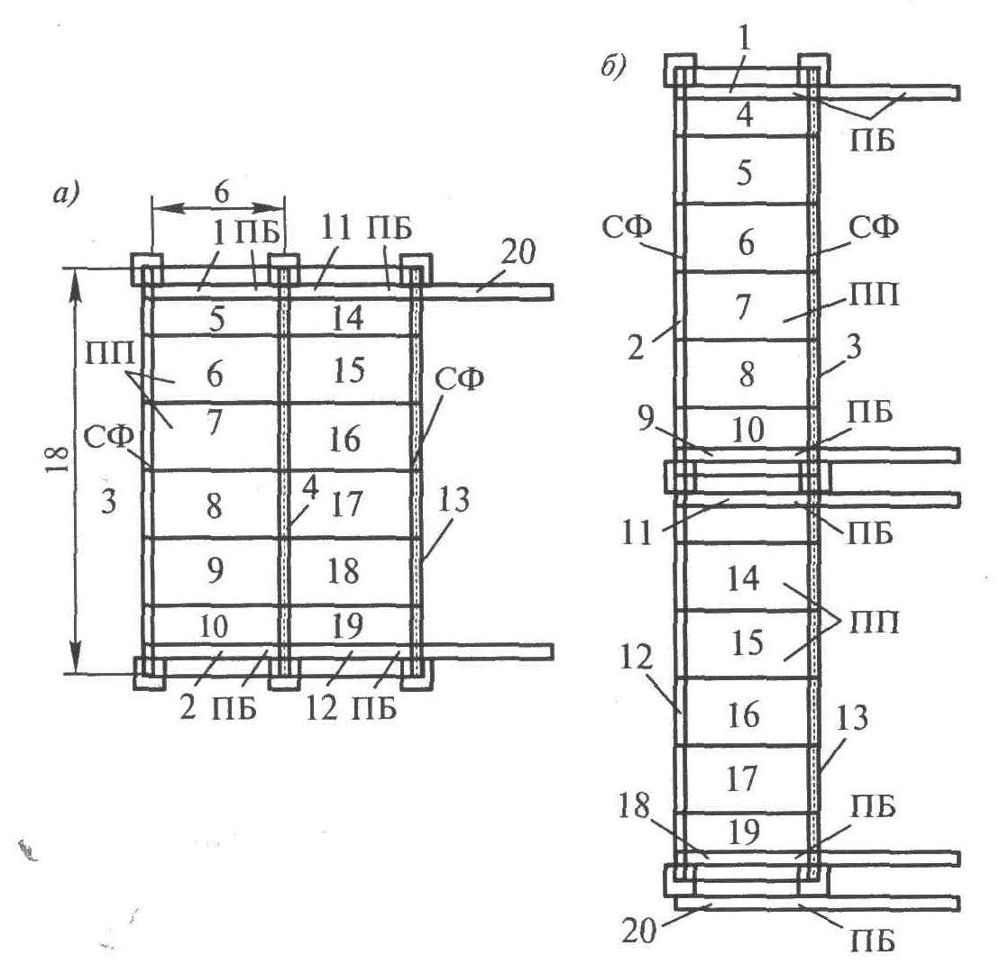 а)
6
1 ПБ 11 ПБ 20
5 14
ПП 6 15 СФ
7
СФ 16
18
3 8 4 17 13
9 18
10 19
2 ПБ 12 ПБ
б)
1
4 ПБ
5
СФ 6 СФ
7 ПП
2 3
8
9 10 ПБ
11 ПБ
14
15 ПП
12
16 13
17
18 19 ПБ
20 ПБ